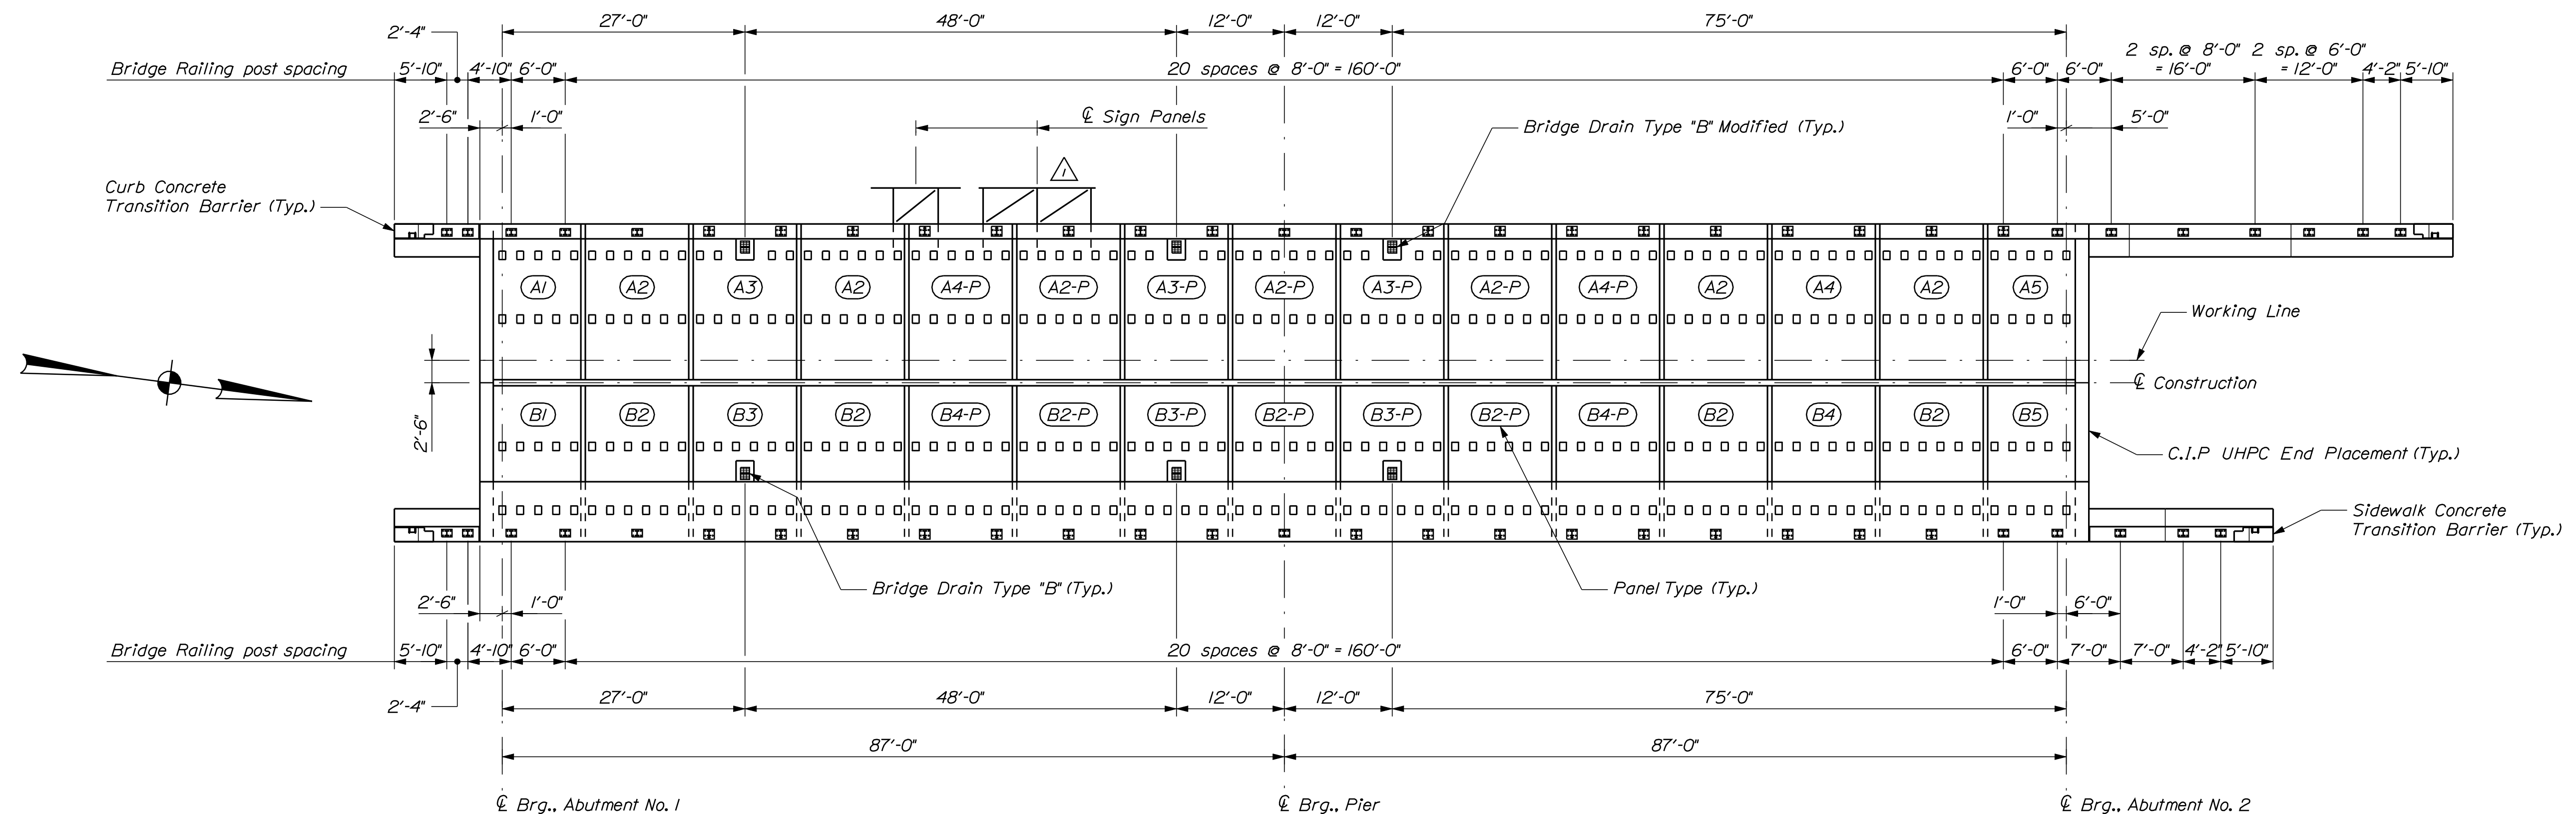 27'-0" 48'-0" 12'-0" 12'-0" 75'-0"
2'-4"
2 sp. @ 8'-0" 2 sp. @ 6'-0"
Bridge Railing post spacing 5'-10" 4'-10" 6'-0" 20 spaces @ 8'-0" = 160'-0" 6'-0" 6'-0" = 16'-0" = 12'-0" 4'-2" 5'-10"
2'-6" 1'-0" ℄ Sign Panels Bridge Drain Type "B" Modified (Typ.) 1'-0" 5'-0"
1
Curb Concrete
Transition Barrier (Typ.)
A1 A2 A3 A2 A4-P A2-P A3-P A2-P A3-P A2-P A4-P A2 A4 A2 A5
Working Line
℄ Construction
2'-6"
B1 B2 B3 B2 B4-P B2-P B3-P B2-P B3-P B2-P B4-P B2 B4 B2 B5
C.I.P UHPC End Placement (Typ.)
Sidewalk Concrete
Transition Barrier (Typ.)
Bridge Drain Type "B" (Typ.) Panel Type (Typ.)
2'-6" 1'-0" 1'-0" 6'-0"
Bridge Railing post spacing 5'-10" 4'-10" 6'-0" 20 spaces @ 8'-0" = 160'-0" 6'-0" 7'-0" 7'-0" 4'-2" 5'-10"
2'-4" 27'-0" 48'-0" 12'-0" 12'-0" 75'-0"
87'-0" 87'-0"
℄ Brg., Abutment No. 1 ℄ Brg., Pier ℄ Brg., Abutment No. 2